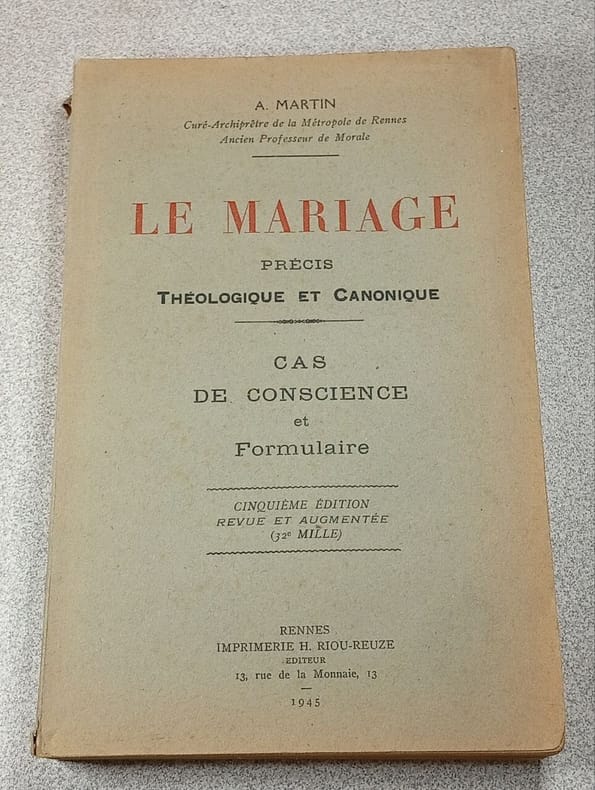 A. MARTIN
Curé-Archiprêtre de la Métropole de Rennes
Ancien Professeur de Morale
LE MARIAGE
PRÉCIS
THÉOLOGIQUE ET CANONIQUE
CAS
DE CONSCIENCE
et
Formulaire
CINQUIÈME ÉDITION
REVUE ET AUGMENTÉE
(32e MILLE)
RENNES
IMPRIMERIE H. RIOU-REUZE
EDITEUR
13, rue de la Monnaie, 13
1945